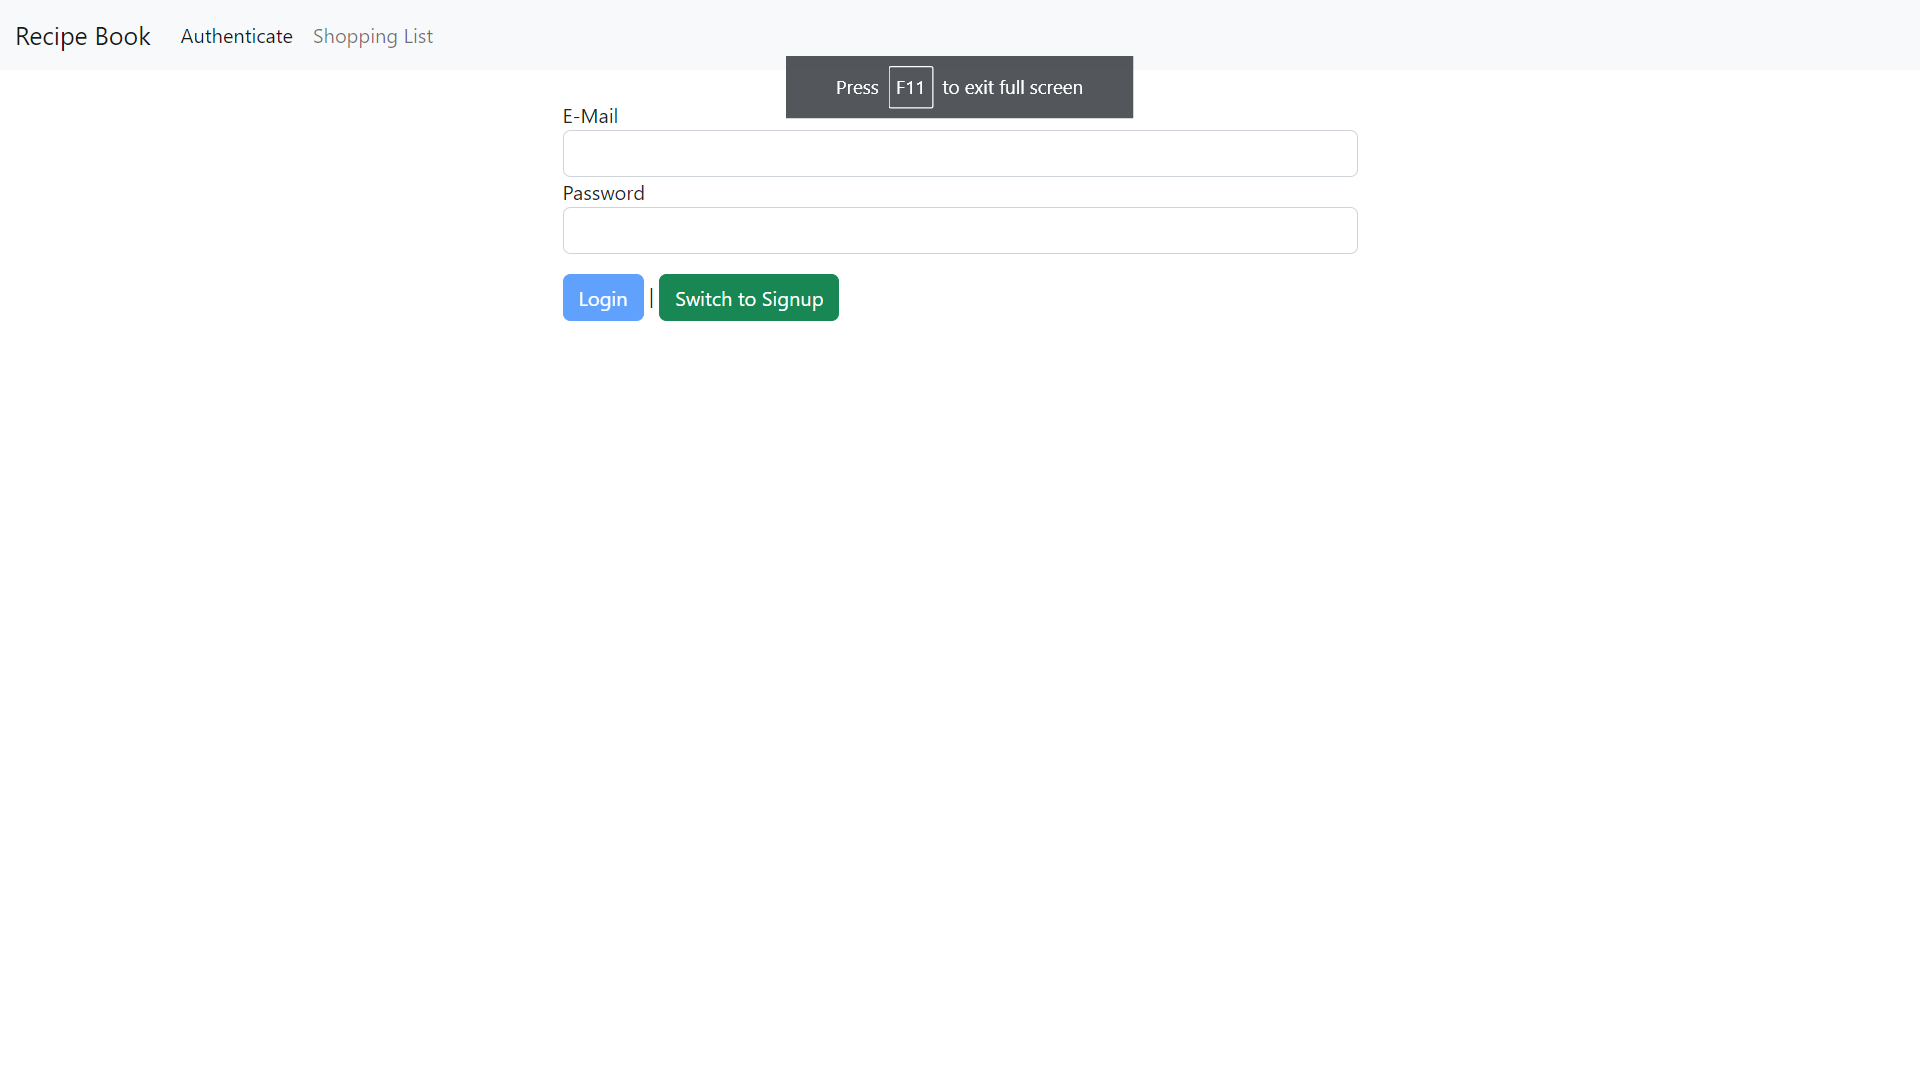 Recipe Book Authenticate Shopping List
Press F11 to exit full screen
E-Mail
Password
Login | Switch to Signup